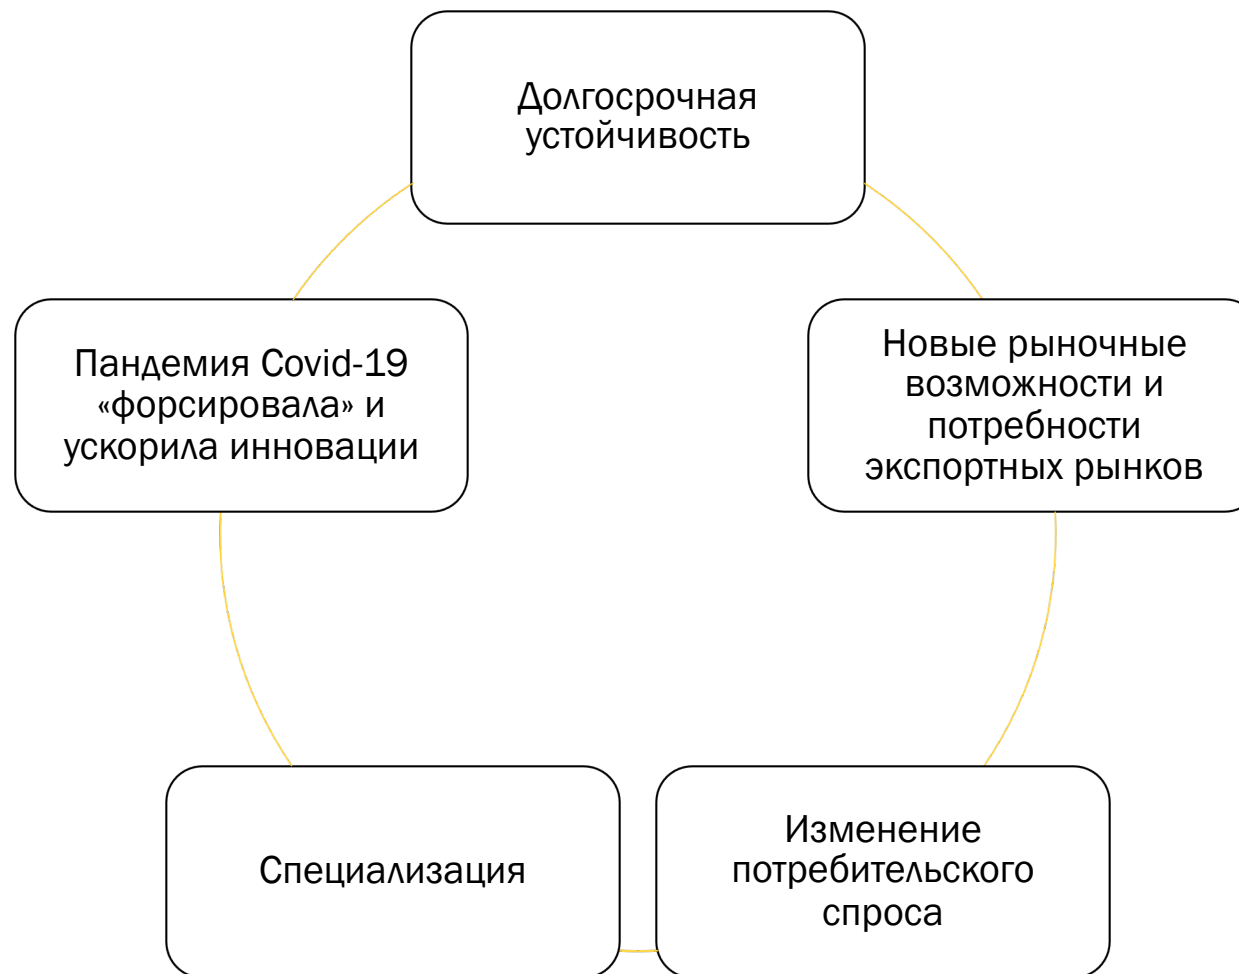 Долгосрочная
устойчивость
Новые рыночные
возможности и
потребности
экспортных рынков
Изменение
потребительского
спроса
Специализация
Пандемия Covid-19
«форсировала» и
ускорила инновации